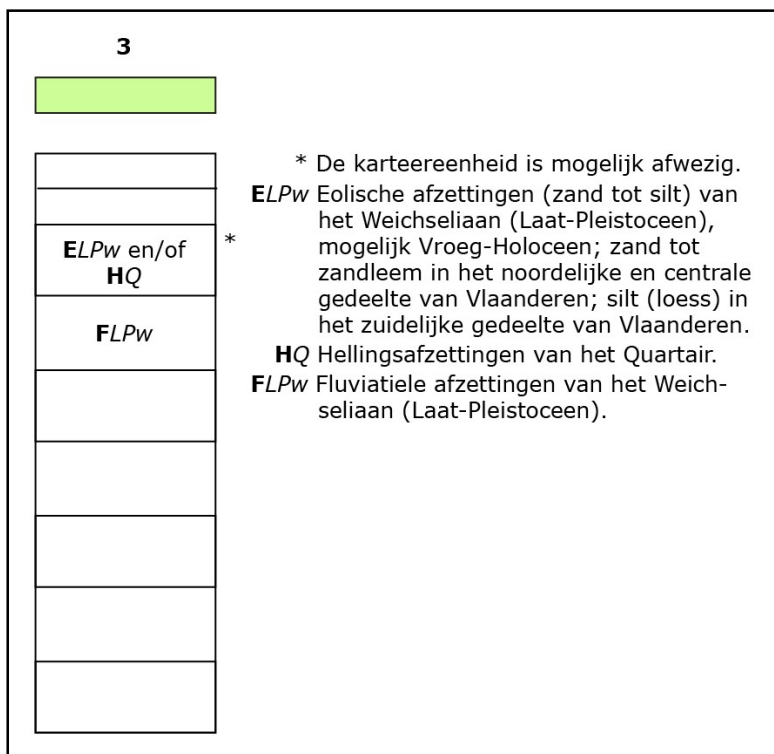 3
* De karteereenheid is mogelijk afwezig.
ELPw Eolische afzettingen (zand tot silt) van
het Weichseliaan (Laat-Pleistoceen),
mogelijk Vroeg-Holoceen; zand tot
zandleem in het noordelijke en centrale
gedeelte van Vlaanderen; silt (loess) in
het zuidelijke gedeelte van Vlaanderen.
HQ Hellingsafzettingen van het Quartair.
FLPw Fluviatiele afzettingen van het Weich-
seliaan (Laat-Pleistoceen).
ELPw en/of *
HQ
FLPw